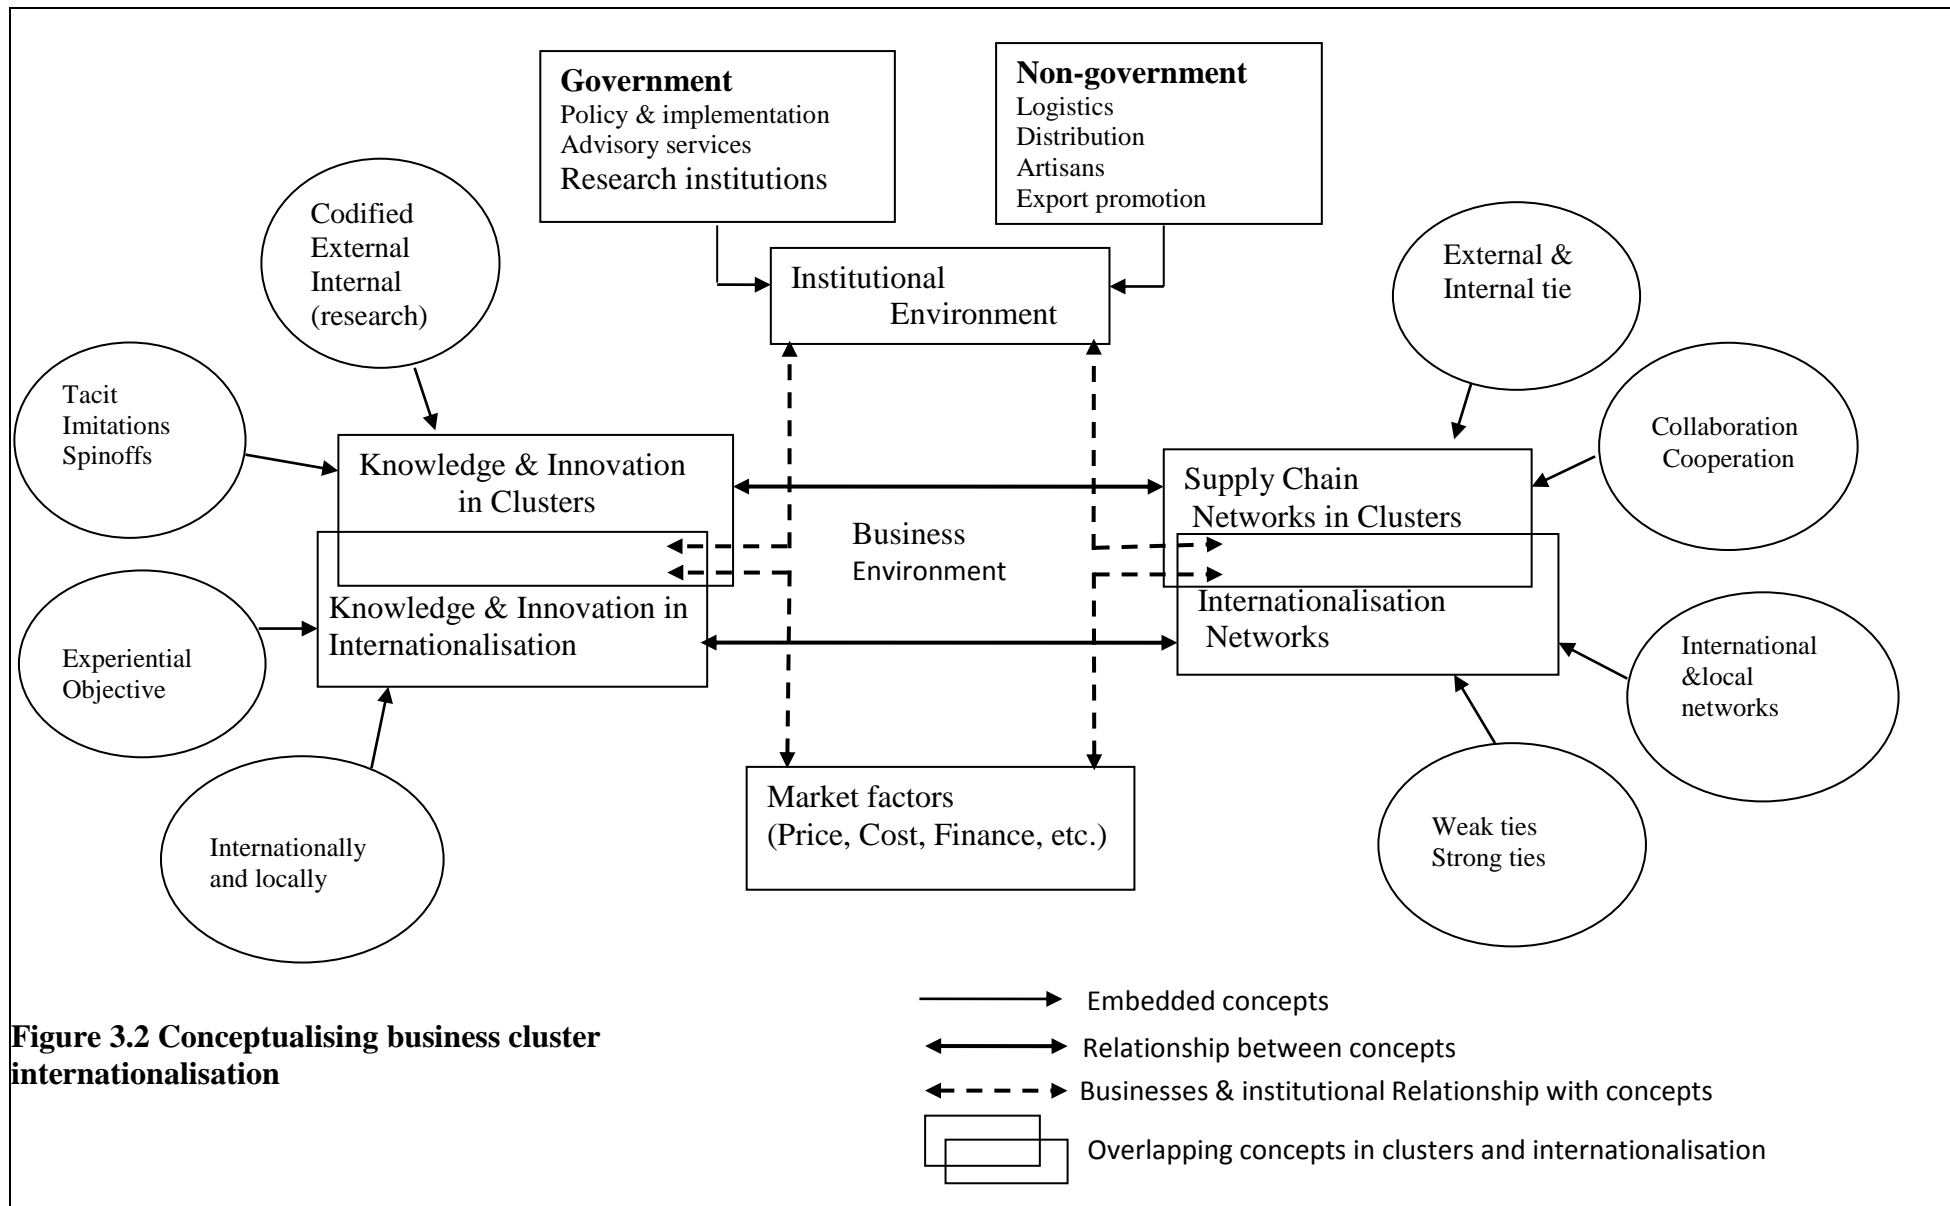 Government
Policy & implementation
Advisory services
Research institutions
Non-government
Logistics
Distribution
Artisans
Export promotion
Codified
External
Internal
(research)
Institutional
Environment
External &
Internal tie
Tacit
Imitations
Spinoffs
Collaboration
Cooperation
Knowledge & Innovation
in Clusters
Supply Chain
Networks in Clusters
Business
Environment
Knowledge & Innovation in
Internationalisation
Internationalisation
Networks
Experiential
Objective
International
&local
networks
Market factors
(Price, Cost, Finance, etc.)
Internationally
and locally
Weak ties
Strong ties
Figure 3.2 Conceptualising business cluster
internationalisation
Embedded concepts
Relationship between concepts
Businesses & institutional Relationship with concepts
Overlapping concepts in clusters and internationalisation